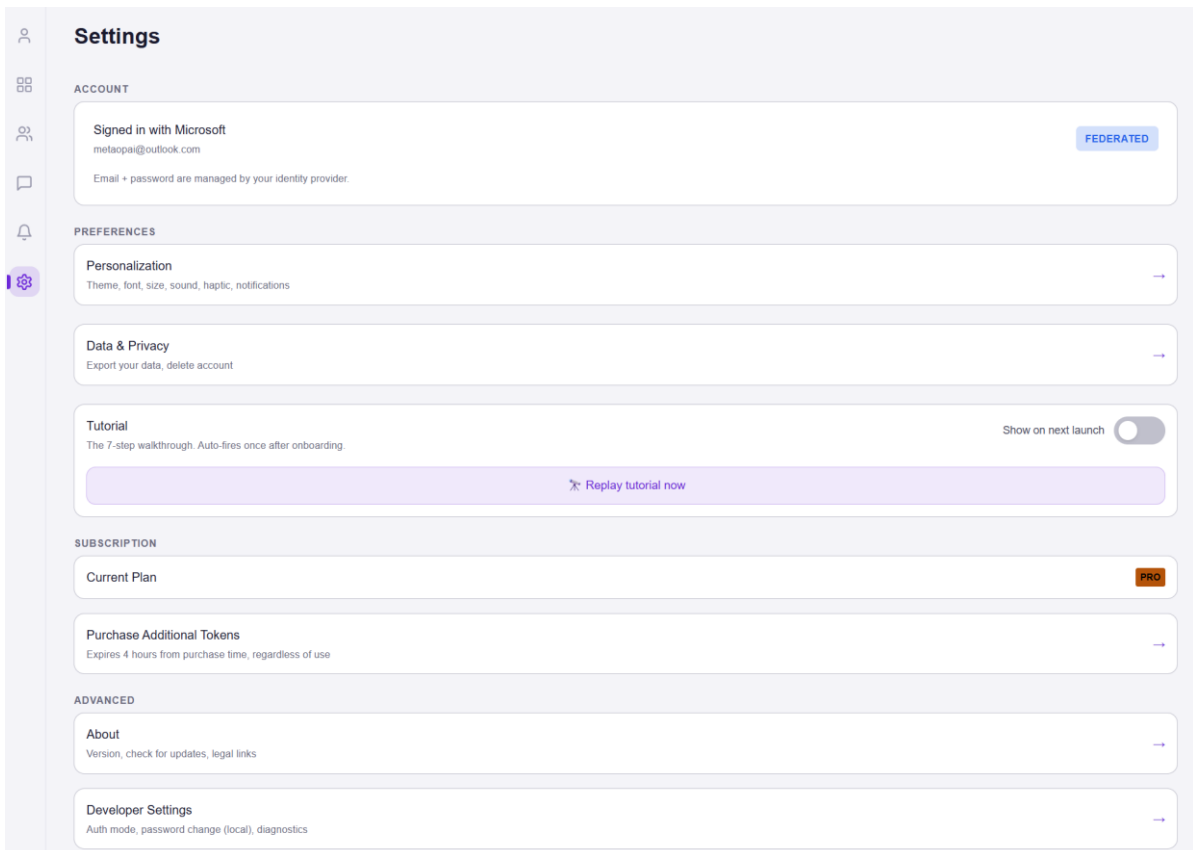 Settings
ACCOUNT
Signed in with Microsoft
metaopai@outlook.com
FEDERATED
Email + password are managed by your identity provider.
PREFERENCES
Personalization
Theme, font, size, sound, haptic, notifications
→
Data & Privacy
Export your data, delete account
→
Tutorial
The 7-step walkthrough. Auto-fires once after onboarding.
Show on next launch
Replay tutorial now
SUBSCRIPTION
Current Plan
PRO
Purchase Additional Tokens
Expires 4 hours from purchase time, regardless of use
→
ADVANCED
About
Version, check for updates, legal links
→
Developer Settings
Auth mode, password change (local), diagnostics
→